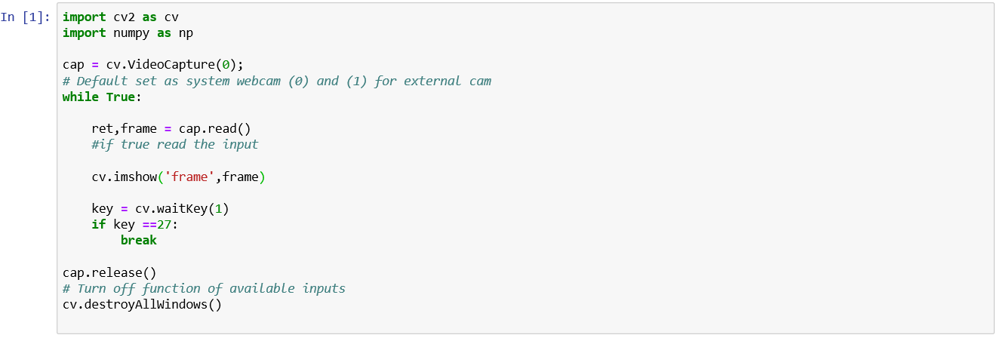 In [1]: import cv2 as cv
import numpy as np
cap = cv.VideoCapture(0);
# Default set as system webcam (0) and (1) for external cam
while True:
    ret,frame = cap.read()
    #if true read the input
    cv.imshow('frame',frame)
    key = cv.waitKey(1)
    if key ==27:
        break
cap.release()
# Turn off function of available inputs
cv.destroyAllWindows()